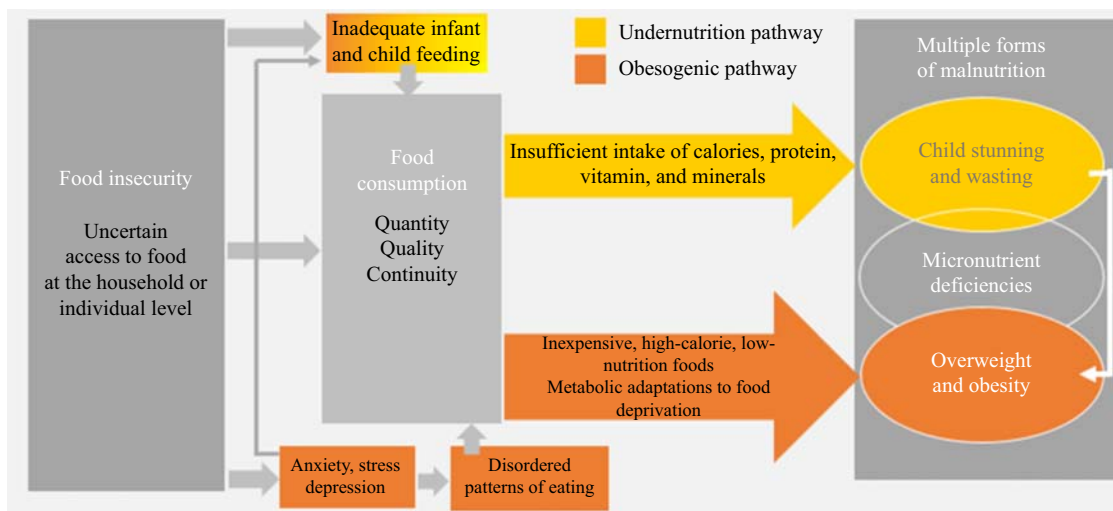 Inadequate infant
and child feeding
Undernutrition pathway
Obesogenic pathway
Multiple forms
of malnutrition
Food insecurity
Uncertain
access to food
at the household or
individual level
Food
consumption
Quantity
Quality
Continuity
Insufficient intake of calories, protein,
vitamin, and minerals
Child stunning
and wasting
Micronutrient
deficiencies
Inexpensive, high-calorie, low-
nutrition foods
Metabolic adaptations to food
deprivation
Overweight
and obesity
Anxiety, stress
depression
Disordered
patterns of eating